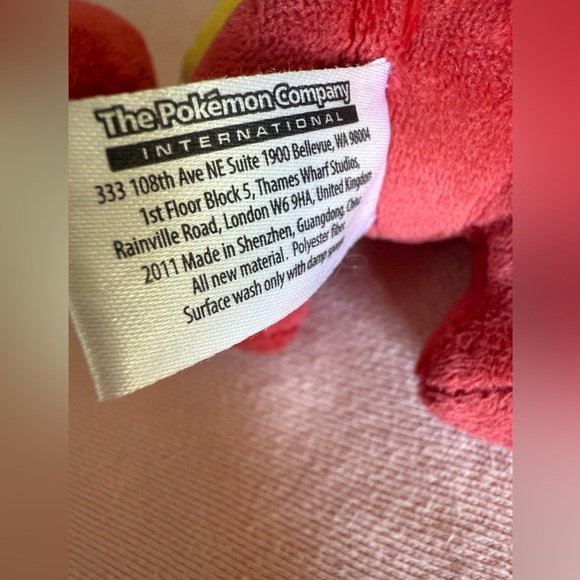 The Pokémon Company
INTERNATIONAL
333 108th Ave NE Suite 1900 Bellevue, WA 98004
1st Floor Block 5, Thames Wharf Studios,
Rainville Road, London W6 9HA, United Kingdom
2011 Made in Shenzhen, Guangdong, China
All new material. Polyester fiber
Surface wash only with damp